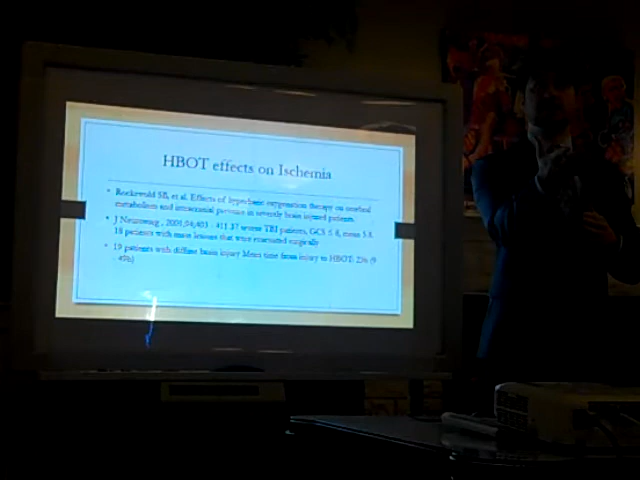 HBOT effects on Ischemia
Rockswold SB, et al. Effects of hyperbaric oxygenation therapy on cerebral
metabolism and intracranial pressure in severely brain injured patients.
J Neurosurg, 2001;94;403 - 411.37 severe TBI patients, GCS ≤ 8, mean 5.8.
18 patients with mass lesions that were evacuated surgically
19 patients with diffuse brain injury Mean time from injury to HBOT: 23h (9